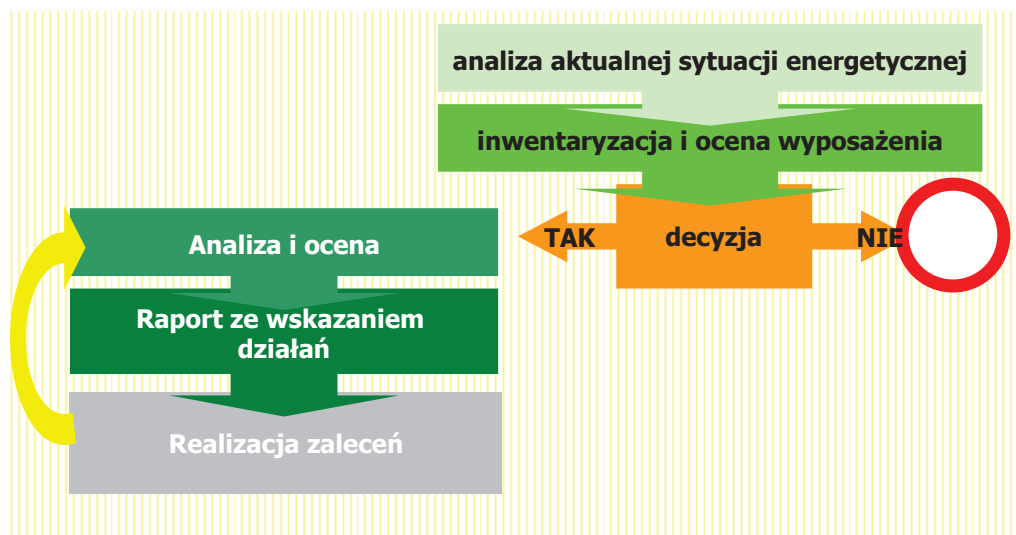 analiza aktualnej sytuacji energetycznej
inwentaryzacja i ocena wyposażenia
TAK
decyzja
NIE
Analiza i ocena
Raport ze wskazaniem
działań
Realizacja zaleceń